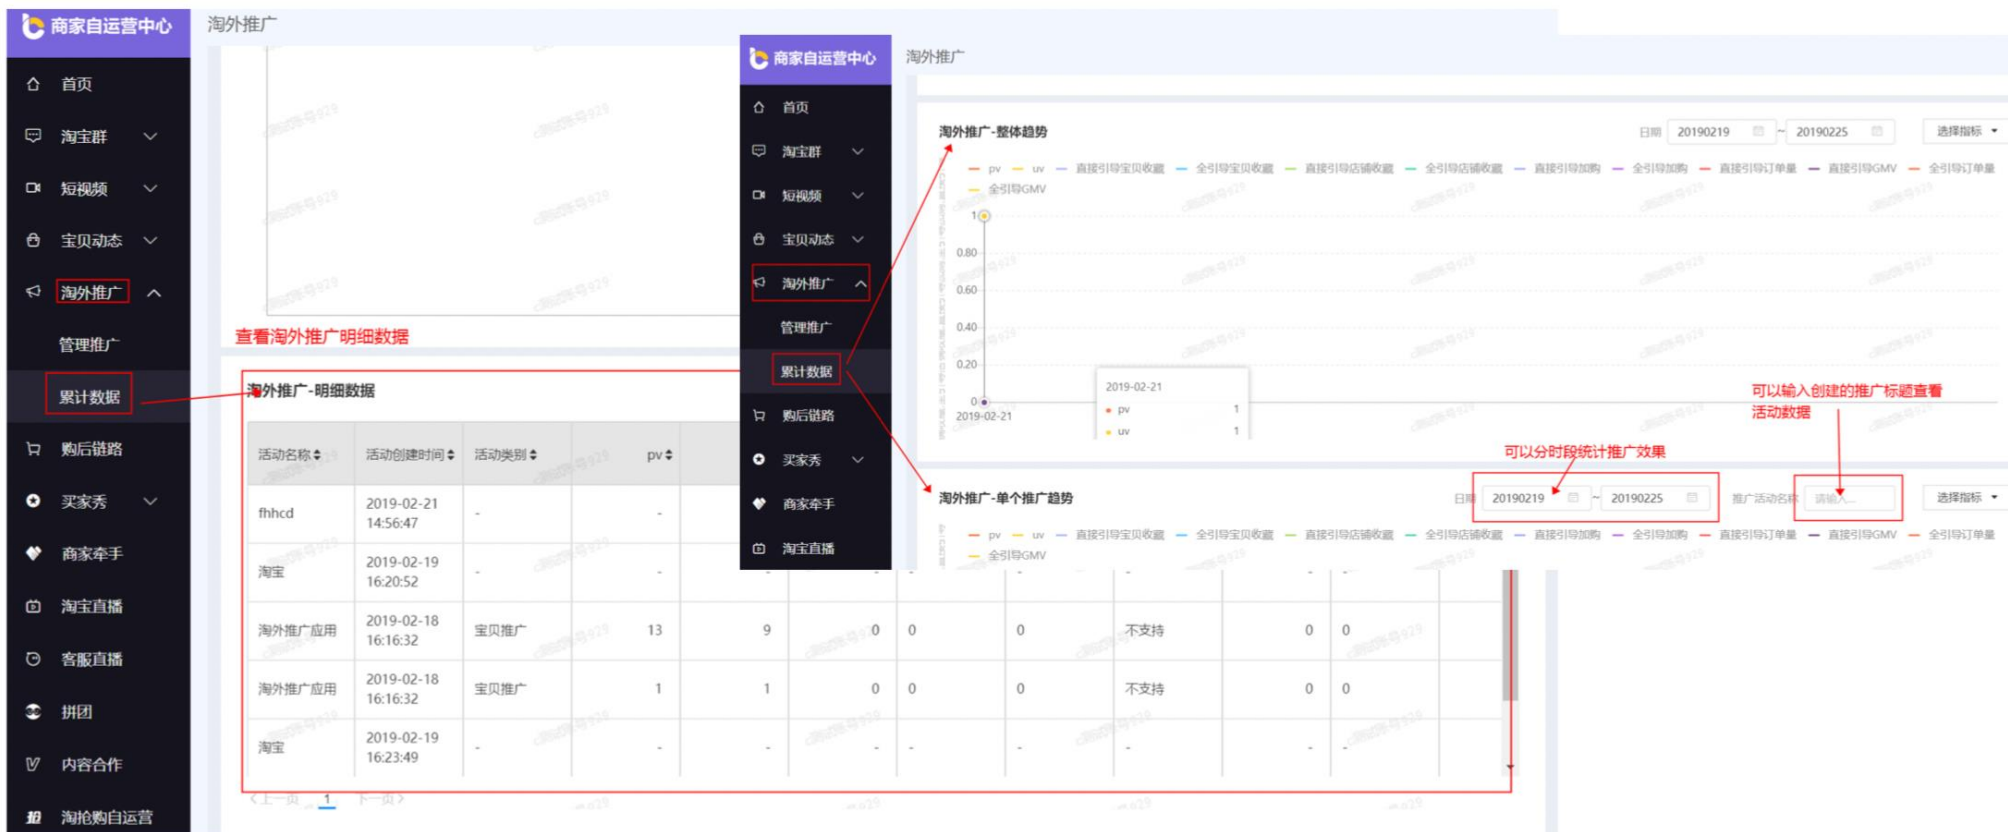 商家自运营中心
淘外推广
首页
淘宝群
短视频
宝贝动态
淘外推广
管理推广
累计数据
购后链路
买家秀
商家牵手
淘宝直播
客服直播
拼团
内容合作
淘抢购自运营
查看淘外推广明细数据
淘外推广-明细数据
活动名称 活动创建时间 活动类别 pv
fhhcd 2019-02-21 14:56:47 - -
淘宝 2019-02-19 16:20:52 - - - - - - - - -
淘外推广应用 2019-02-18 16:16:32 宝贝推广 13 9 0 0 0 不支持 0 0
淘外推广应用 2019-02-18 16:16:32 宝贝推广 1 1 0 0 0 不支持 0 0
淘宝 2019-02-19 16:23:49 - - - - - - - - -
<上一页 1 下一页>
商家自运营中心
淘外推广
首页
淘宝群
短视频
宝贝动态
淘外推广
管理推广
累计数据
购后链路
买家秀
商家牵手
淘宝直播
淘外推广-整体趋势
日期 20190219 ~ 20190225 选择指标
pv uv 直接引导宝贝收藏 全引导宝贝收藏 直接引导店铺收藏 全引导店铺收藏 直接引导加购 全引导加购 直接引导订单量 直接引导GMV 全引导订单量
全引导GMV
1
0.80
0.60
0.40
0.20
0
2019-02-21
2019-02-21
pv 1
uv 1
可以输入创建的推广标题查看
活动数据
可以分时段统计推广效果
淘外推广-单个推广趋势
日期 20190219 ~ 20190225 推广活动名称 请输入... 选择指标
pv uv 直接引导宝贝收藏 全引导宝贝收藏 直接引导店铺收藏 全引导店铺收藏 直接引导加购 全引导加购 直接引导订单量 直接引导GMV 全引导订单量
全引导GMV